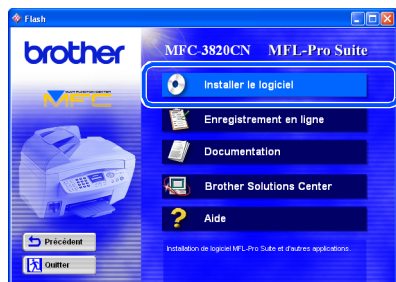 Flash
brother
MFC-3820CN MFL-Pro Suite
MFC
Installer le logiciel
Enregistrement en ligne
Documentation
Brother Solutions Center
Aide
Précédent
Quitter
Installation de logiciel MFL-Pro Suite et d'autres applications.